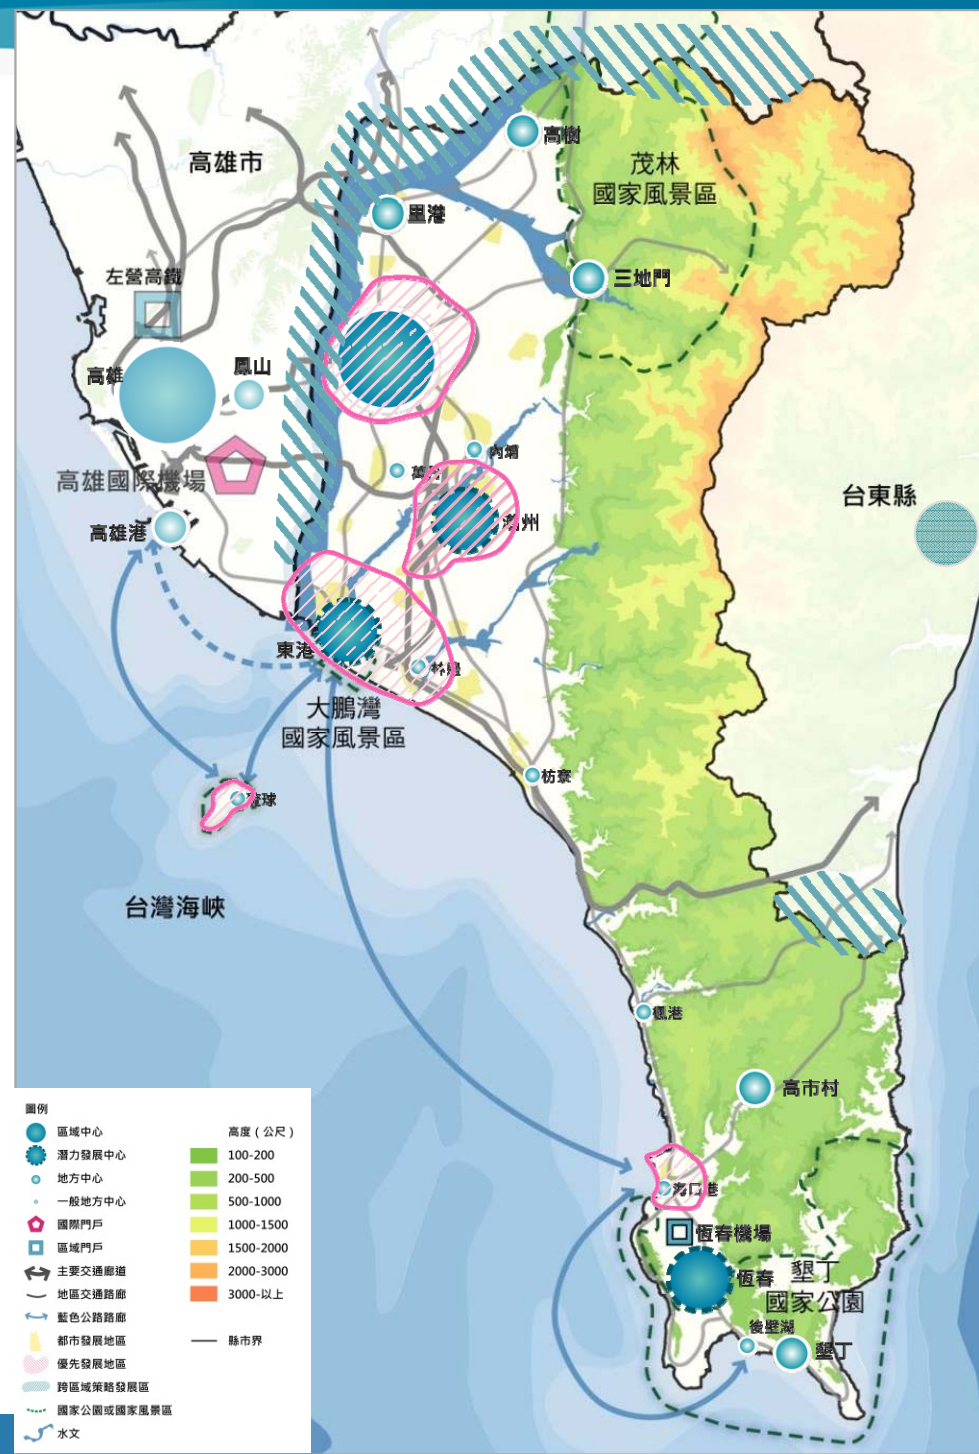 高樹
高雄市
茂林
國家風景區
里港
左營高鐵
三地門
鳳山
高雄
內埔
萬
高雄國際機場
台東縣
州
高雄港
東港
林邊
大鵬灣
國家風景區
枋寮
琉球
台灣海峽
楓港
高市村
海口港
恆春機場
恆春
墾丁
國家公園
後壁湖
墾丁
圖例
區域中心
高度（公尺）
潛力發展中心
100-200
地方中心
200-500
一般地方中心
500-1000
國際門戶
1000-1500
區域門戶
1500-2000
主要交通廊道
2000-3000
地區交通路廊
3000-以上
藍色公路路廊
都市發展地區
縣市界
優先發展地區
跨區域策略發展區
國家公園或國家風景區
水文